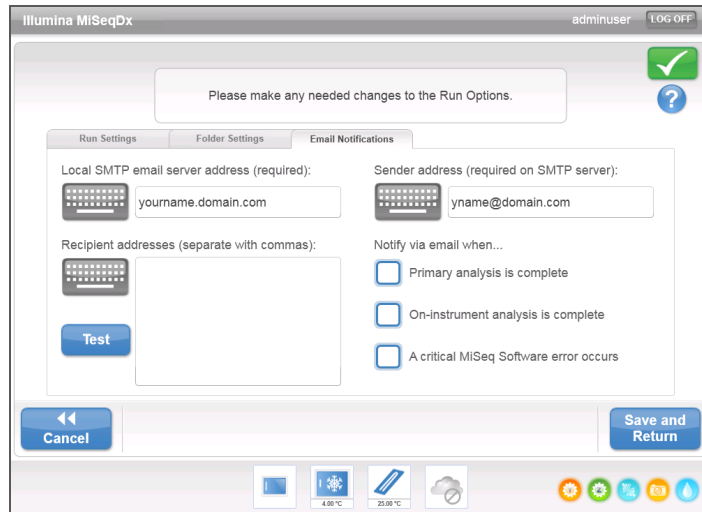 Illumina MiSeqDx
adminuser
LOG OFF
Please make any needed changes to the Run Options.
Run Settings
Folder Settings
Email Notifications
Local SMTP email server address (required):
yourname.domain.com
Sender address (required on SMTP server):
yname@domain.com
Recipient addresses (separate with commas):
Test
Notify via email when...
Primary analysis is complete
On-instrument analysis is complete
A critical MiSeq Software error occurs
Cancel
Save and
Return
4.00 °C
25.00 °C